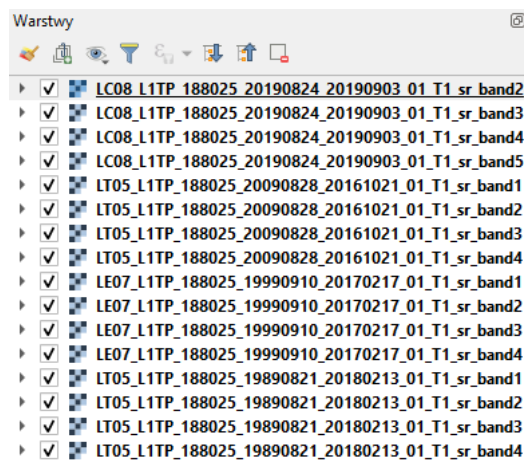 Warstwy
LC08_L1TP_188025_20190824_20190903_01_T1_sr_band2
LC08_L1TP_188025_20190824_20190903_01_T1_sr_band3
LC08_L1TP_188025_20190824_20190903_01_T1_sr_band4
LC08_L1TP_188025_20190824_20190903_01_T1_sr_band5
LT05_L1TP_188025_20090828_20161021_01_T1_sr_band1
LT05_L1TP_188025_20090828_20161021_01_T1_sr_band2
LT05_L1TP_188025_20090828_20161021_01_T1_sr_band3
LT05_L1TP_188025_20090828_20161021_01_T1_sr_band4
LE07_L1TP_188025_19990910_20170217_01_T1_sr_band1
LE07_L1TP_188025_19990910_20170217_01_T1_sr_band2
LE07_L1TP_188025_19990910_20170217_01_T1_sr_band3
LE07_L1TP_188025_19990910_20170217_01_T1_sr_band4
LT05_L1TP_188025_19890821_20180213_01_T1_sr_band1
LT05_L1TP_188025_19890821_20180213_01_T1_sr_band2
LT05_L1TP_188025_19890821_20180213_01_T1_sr_band3
LT05_L1TP_188025_19890821_20180213_01_T1_sr_band4